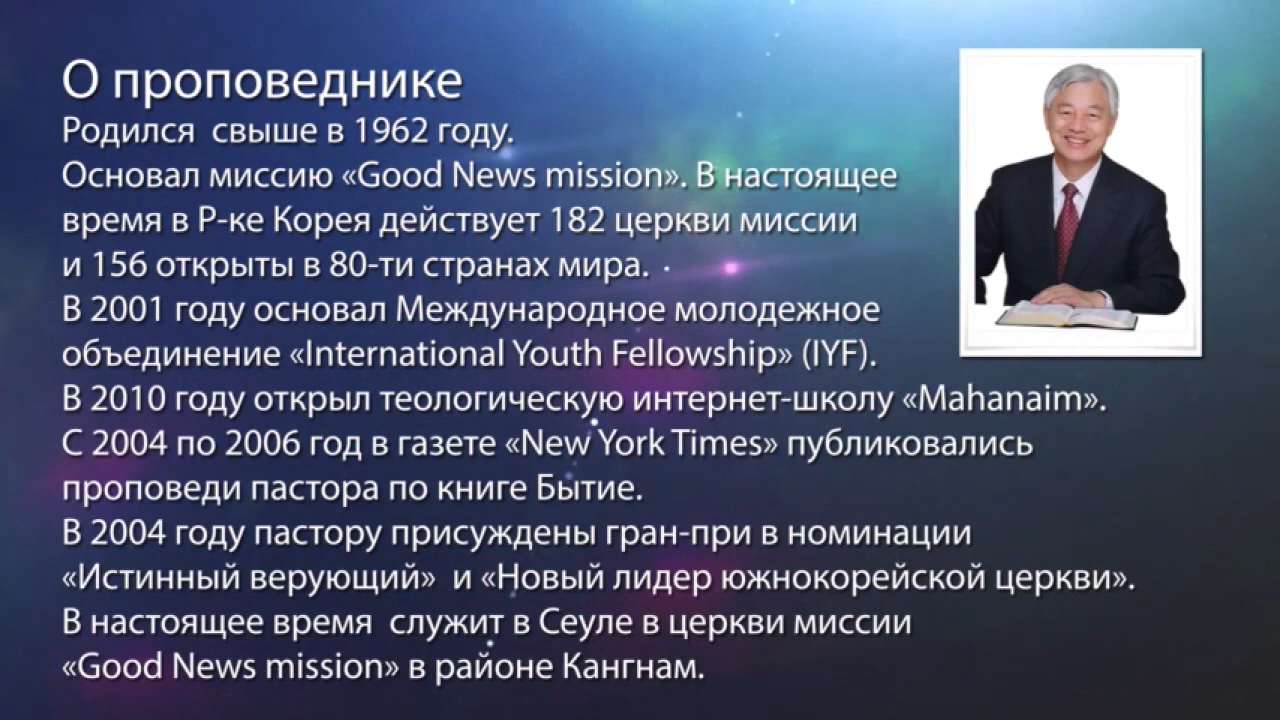 О проповеднике
Родился свыше в 1962 году.
Основал миссию «Good News mission». В настоящее
время в Р-ке Корея действует 182 церкви миссии
и 156 открыты в 80-ти странах мира.
В 2001 году основал Международное молодежное
объединение «International Youth Fellowship» (IYF).
В 2010 году открыл теологическую интернет-школу «Mahanaim».
С 2004 по 2006 год в газете «New York Times» публиковались
проповеди пастора по книге Бытие.
В 2004 году пастору присуждены гран-при в номинации
«Истинный верующий» и «Новый лидер южнокорейской церкви».
В настоящее время служит в Сеуле в церкви миссии
«Good News mission» в районе Кангнам.